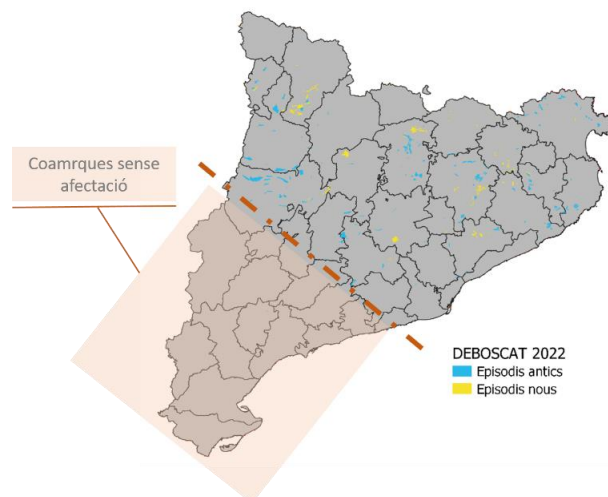 Coamrques sense
afectació
DEBOSCAT 2022
Episodis antics
Episodis nous